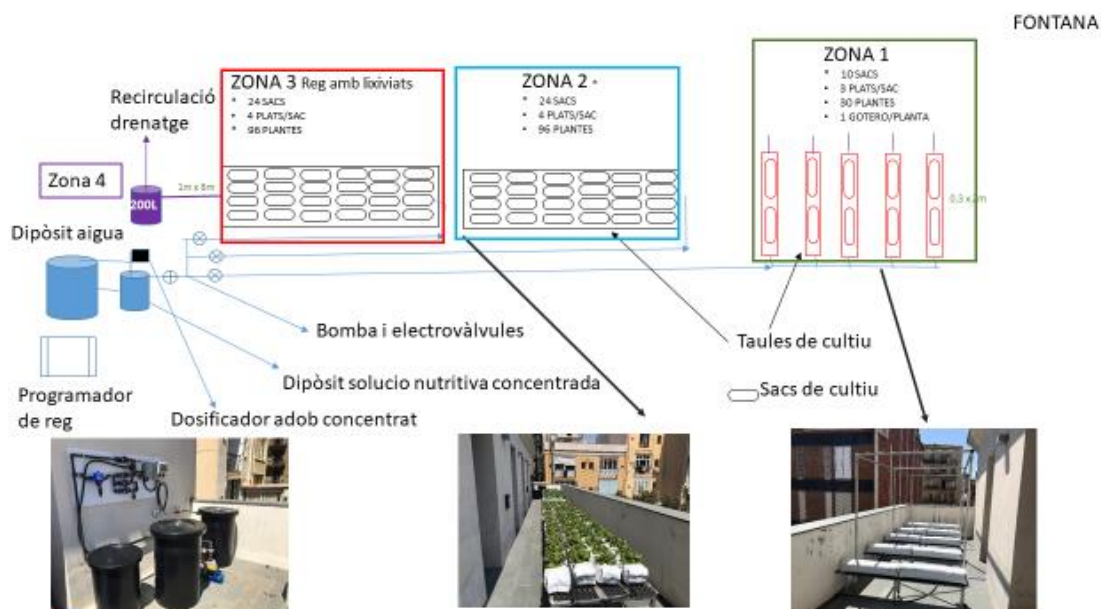 FONTANA
ZONA 3 Reg amb lixiviats
• 24 SACS
• 4 PLATS/SAC
• 96 PLANTES
ZONA 2 -
• 24 SACS
• 4 PLATS/SAC
• 96 PLANTES
ZONA 1
• 10 SACS
• 3 PLATS/SAC
• 30 PLANTES
• 1 GOTERO/PLANTA
Recirculació
drenatge
Zona 4
200L
1m x 6m
0,3 x 2m
Dipòsit aigua
Bomba i electrovàlvules
Taules de cultiu
Dipòsit solucio nutritiva concentrada
Sacs de cultiu
Programador
de reg
Dosificador adob concentrat